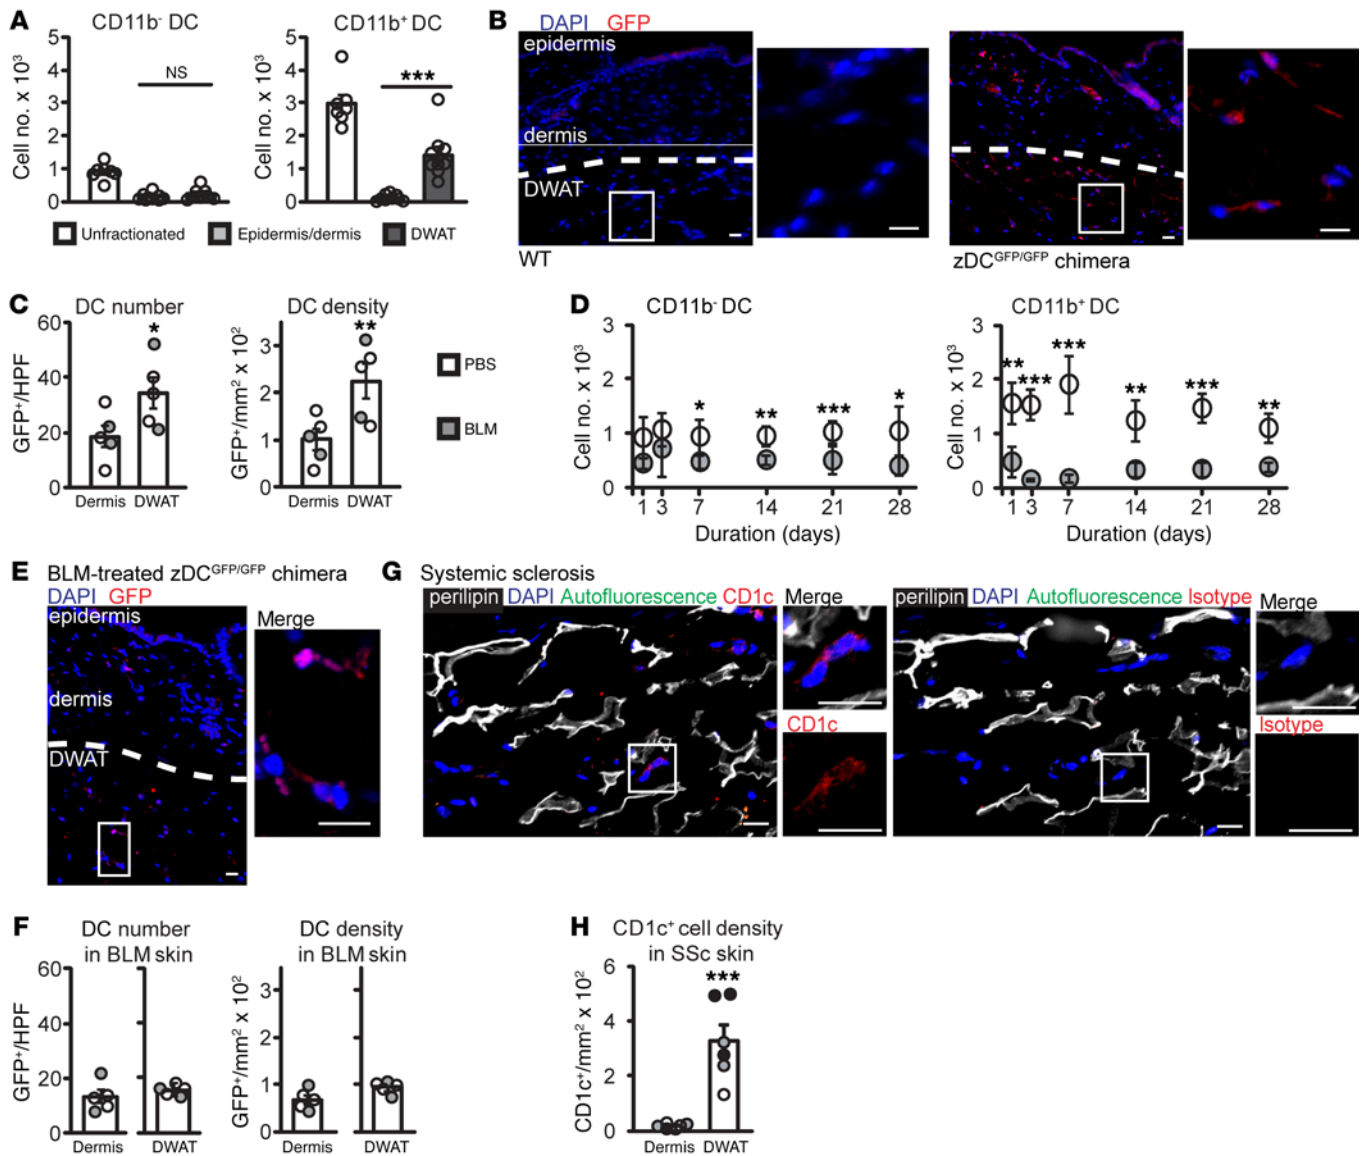 A
CD11b⁻ DC
CD11b⁺ DC
Cell no. x 10³
5
4
3
2
1
0
NS
Cell no. x 10³
5
4
3
2
1
0
***
Unfractionated
Epidermis/dermis
DWAT
B
DAPI GFP
epidermis
dermis
DWAT
WT
zDC^GFP/GFP chimera
C
DC number
DC density
GFP⁺/HPF
60
40
20
0
*
Dermis
DWAT
GFP⁺/mm² x 10²
3
2
1
0
**
Dermis
DWAT
PBS
BLM
D
CD11b⁻ DC
CD11b⁺ DC
Cell no. x 10³
3
2
1
0
* ** *** *
1 3 7 14 21 28
Duration (days)
Cell no. x 10³
3
2
1
0
** *** *** ** *** **
1 3 7 14 21 28
Duration (days)
E
BLM-treated zDC^GFP/GFP chimera
DAPI GFP
epidermis
Merge
dermis
DWAT
G
Systemic sclerosis
perilipin DAPI Autofluorescence CD1c
Merge
CD1c
perilipin DAPI Autofluorescence Isotype
Merge
Isotype
F
DC number
in BLM skin
DC density
in BLM skin
GFP⁺/HPF
60
40
20
0
Dermis
DWAT
GFP⁺/mm² x 10²
3
2
1
0
Dermis
DWAT
H
CD1c⁺ cell density
in SSc skin
CD1c⁺/mm² x 10²
6
4
2
0
***
Dermis
DWAT